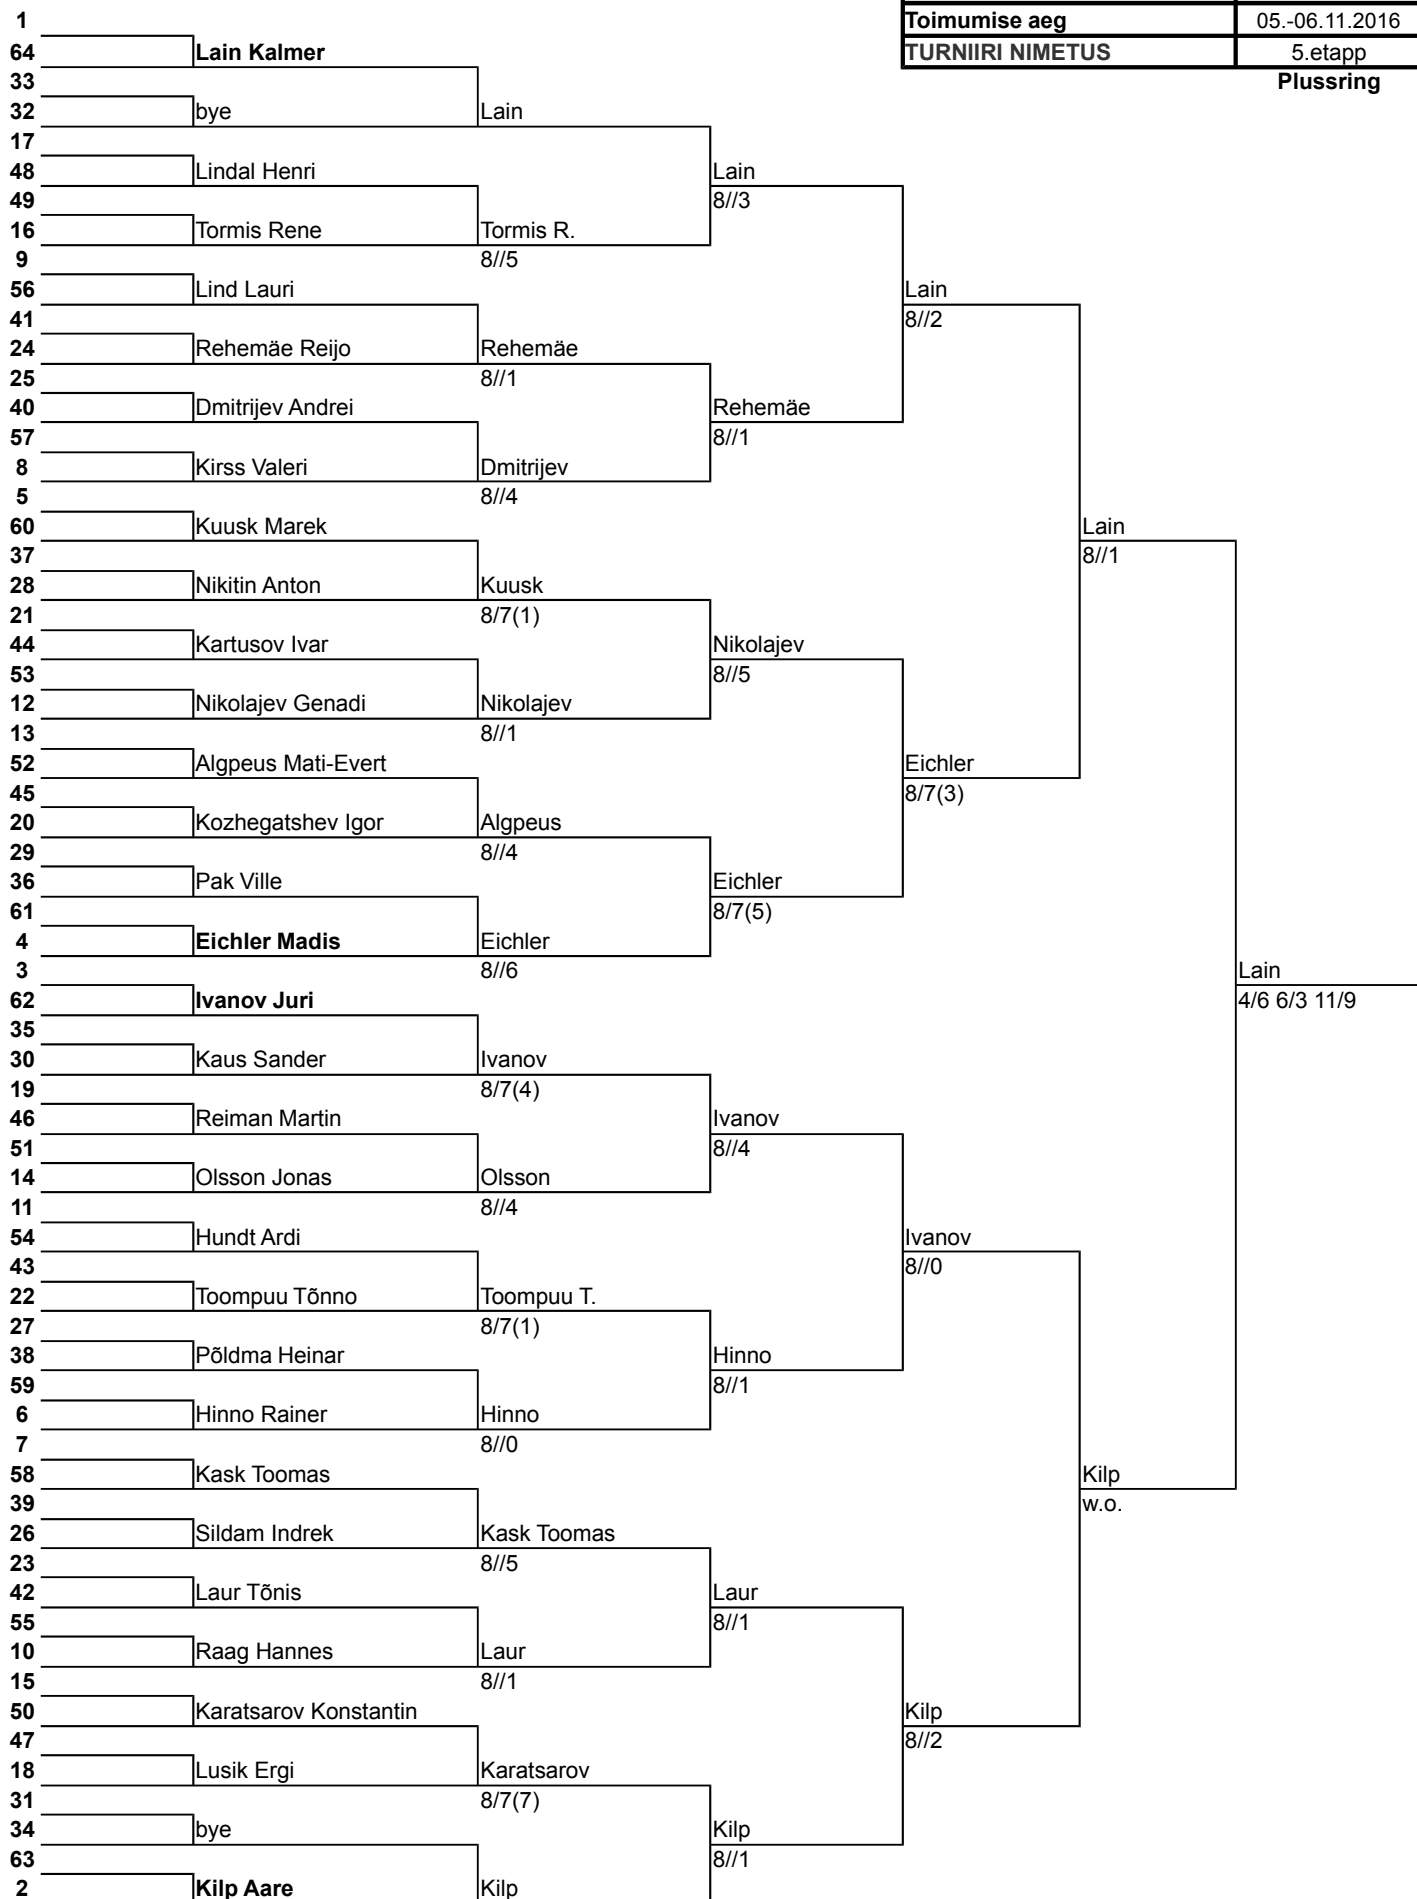 Toimumise aeg 05.-06.11.2016
TURNIIRI NIMETUS 5.etapp
Plussring
1
64 Lain Kalmer
33
32 bye Lain
17
48 Lindal Henri Lain
49 8//3
16 Tormis Rene Tormis R.
9 8//5
56 Lind Lauri Lain
41 8//2
24 Rehemäe Reijo Rehemäe
25 8//1
40 Dmitrijev Andrei Rehemäe
57 8//1
8 Kirss Valeri Dmitrijev
5 8//4
60 Kuusk Marek Lain
37 8//1
28 Nikitin Anton Kuusk
21 8/7(1)
44 Kartusov Ivar Nikolajev
53 8//5
12 Nikolajev Genadi Nikolajev
13 8//1
52 Algpeus Mati-Evert Eichler
45 8/7(3)
20 Kozhegatshev Igor Algpeus
29 8//4
36 Pak Ville Eichler
61 8/7(5)
4 Eichler Madis Eichler
3 8//6 Lain
62 Ivanov Juri 4/6 6/3 11/9
35
30 Kaus Sander Ivanov
19 8/7(4)
46 Reiman Martin Ivanov
51 8//4
14 Olsson Jonas Olsson
11 8//4
54 Hundt Ardi Ivanov
43 8//0
22 Toompuu Tõnno Toompuu T.
27 8/7(1)
38 Põldma Heinar Hinno
59 8//1
6 Hinno Rainer Hinno
7 8//0
58 Kask Toomas Kilp
39 w.o.
26 Sildam Indrek Kask Toomas
23 8//5
42 Laur Tõnis Laur
55 8//1
10 Raag Hannes Laur
15 8//1
50 Karatsarov Konstantin Kilp
47 8//2
18 Lusik Ergi Karatsarov
31 8/7(7)
34 bye Kilp
63 8//1
2 Kilp Aare Kilp